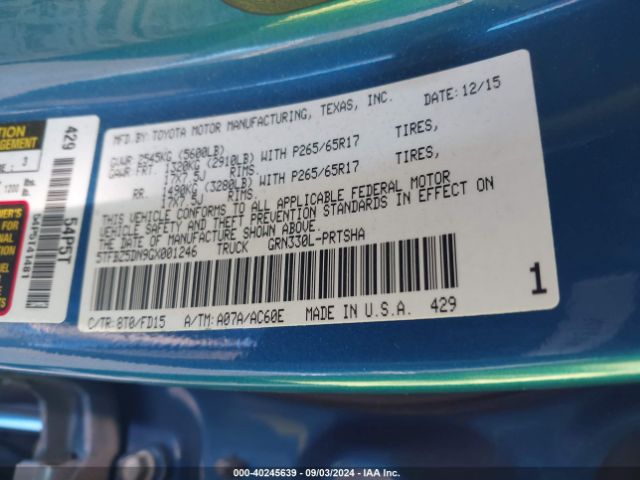 MFD.BY:TOYOTA MOTOR MANUFACTURING, TEXAS, INC. DATE:12/15
GVWR 2545KG (5600LB)
GAWR FRT. 1320KG (2910LB) WITH P265/65R17 TIRES,
17X7.5J RIMS.
RR 1490KG (3280LB) WITH P265/65R17 TIRES,
17X7.5J RIMS.
THIS VEHICLE CONFORMS TO ALL APPLICABLE FEDERAL MOTOR
VEHICLE SAFETY AND THEFT PREVENTION STANDARDS IN EFFECT ON
THE DATE OF MANUFACTURE SHOWN ABOVE.
5TFBZ5DN9GX001246 TRUCK GRN330L-PRTSHA
C/TR:8T0/FD15 A/TM:A07A/AC60E MADE IN U.S.A. 429
1
429
54P5T
3
1200
00-40245639 - 09/03/2024 - IAA Inc.